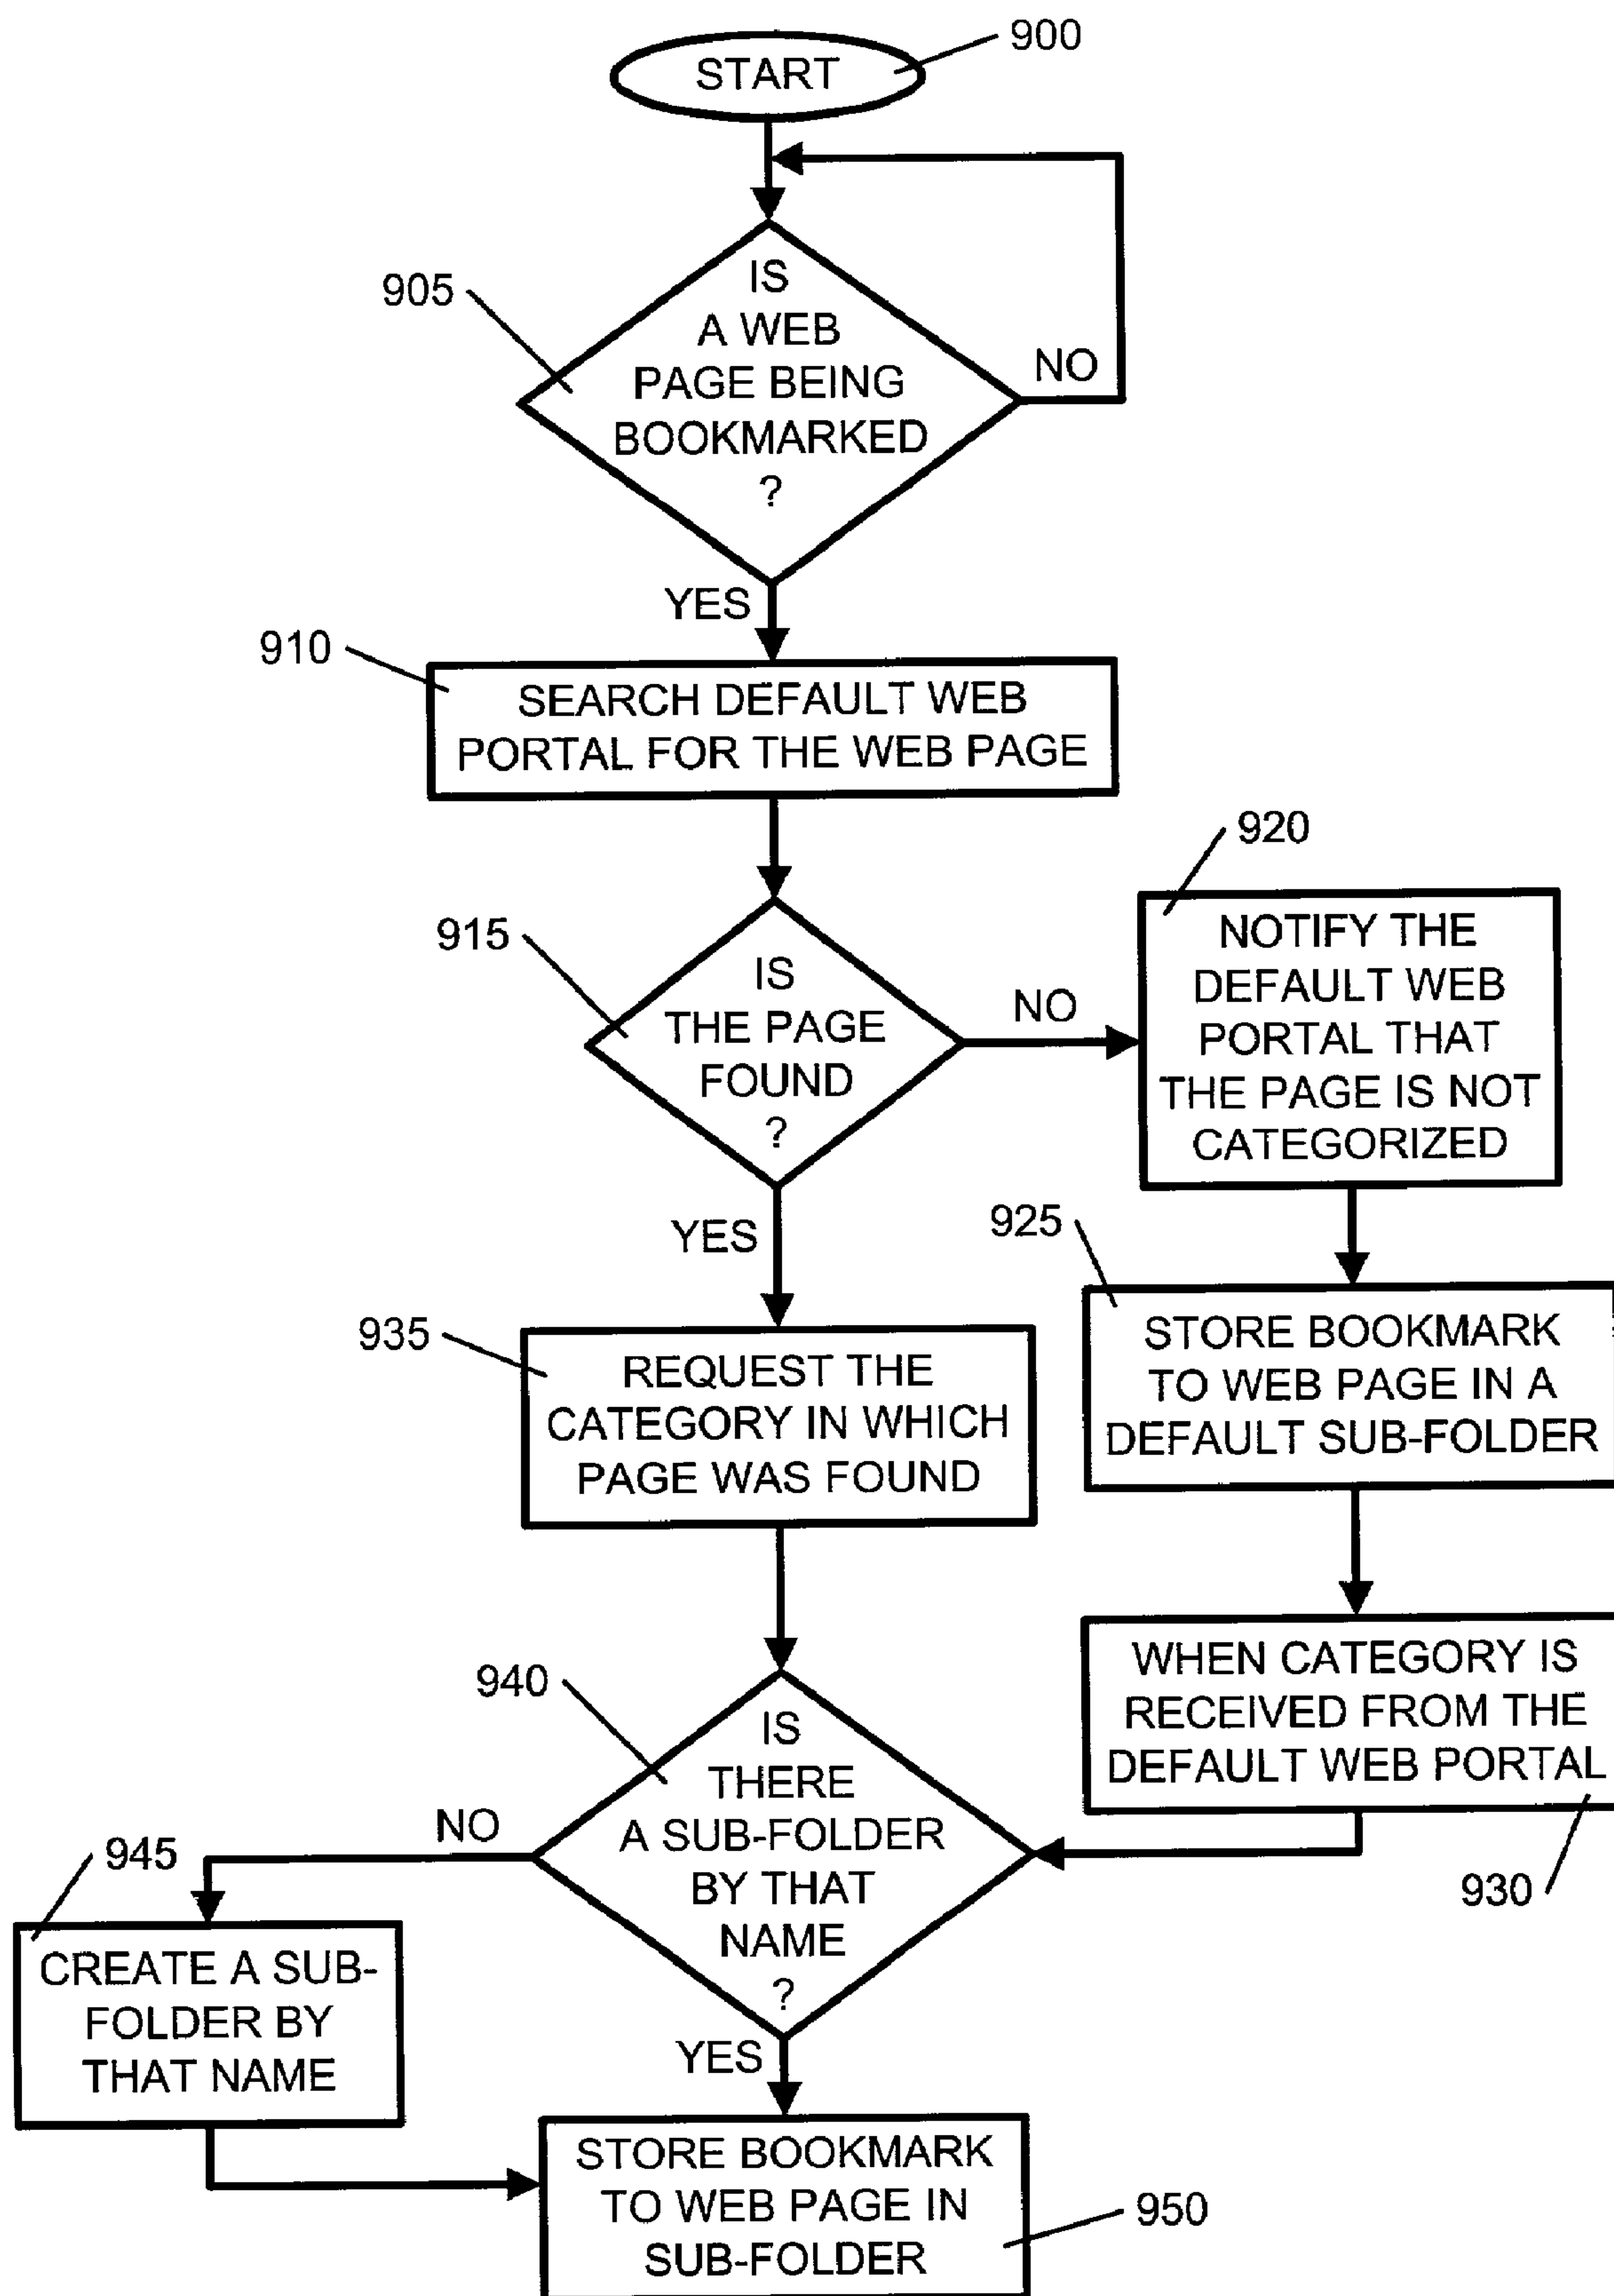 900
START
905
IS
A WEB
PAGE BEING
BOOKMARKED
?
NO
YES
910
SEARCH DEFAULT WEB
PORTAL FOR THE WEB PAGE
915
IS
THE PAGE
FOUND
?
NO
920
NOTIFY THE
DEFAULT WEB
PORTAL THAT
THE PAGE IS NOT
CATEGORIZED
YES
925
STORE BOOKMARK
TO WEB PAGE IN A
DEFAULT SUB-FOLDER
935
REQUEST THE
CATEGORY IN WHICH
PAGE WAS FOUND
WHEN CATEGORY IS
RECEIVED FROM THE
DEFAULT WEB PORTAL
930
940
IS
THERE
A SUB-FOLDER
BY THAT
NAME
?
NO
945
CREATE A SUB-
FOLDER BY
THAT NAME
YES
STORE BOOKMARK
TO WEB PAGE IN
SUB-FOLDER
950